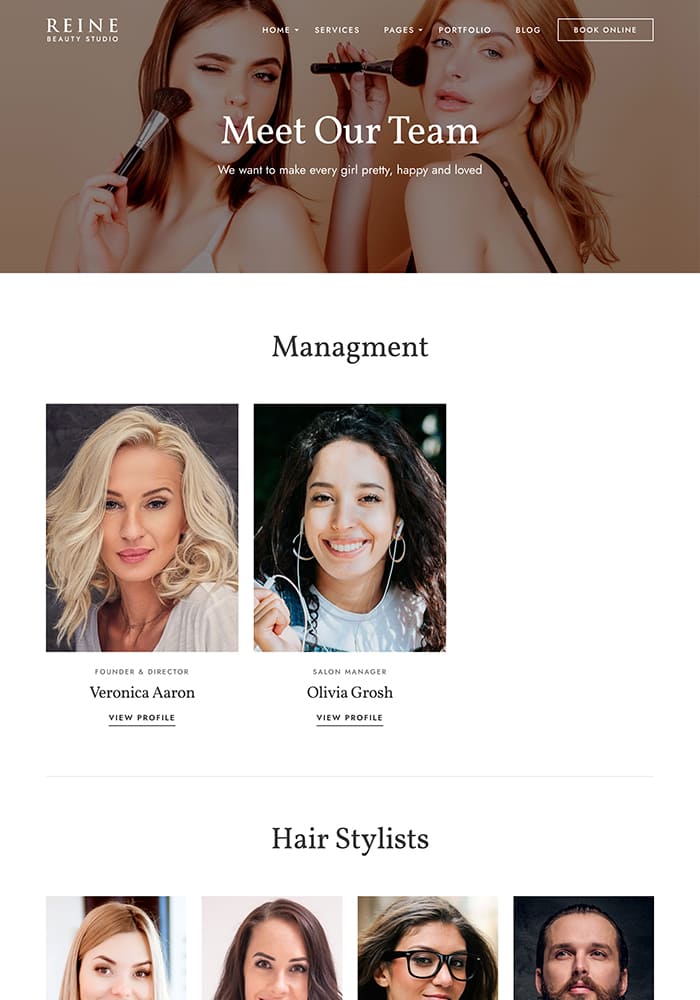 REINE
BEAUTY STUDIO
HOME
SERVICES
PAGES
PORTFOLIO
BLOG
BOOK ONLINE
Meet Our Team
We want to make every girl pretty, happy and loved
Managment
FOUNDER & DIRECTOR
Veronica Aaron
VIEW PROFILE
SALON MANAGER
Olivia Grosh
VIEW PROFILE
Hair Stylists